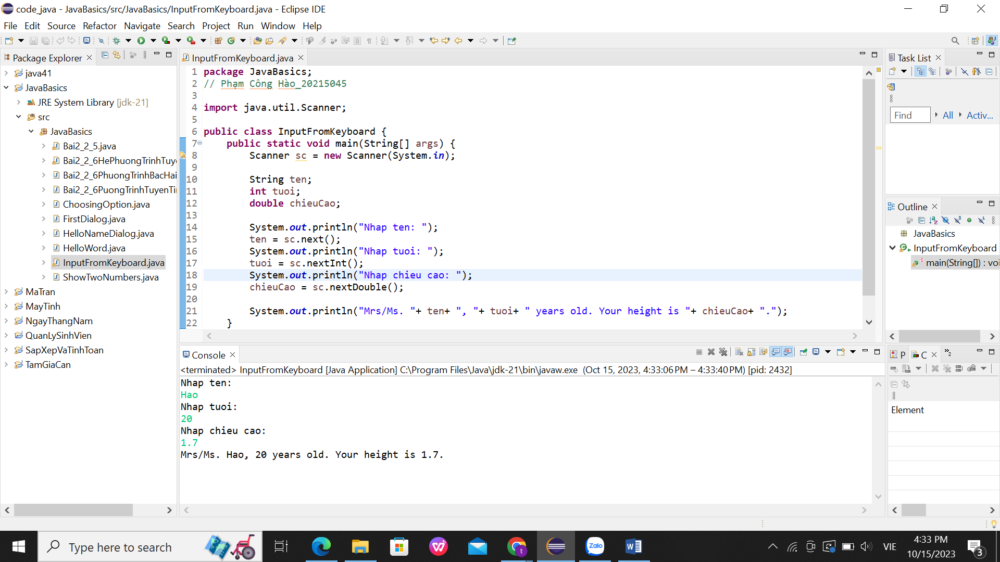 code_java - JavaBasics/src/JavaBasics/InputFromKeyboard.java - Eclipse IDE
File Edit Source Refactor Navigate Search Project Run Window Help
Package Explorer
java41
JavaBasics
JRE System Library [jdk-21]
src
JavaBasics
Bai2_2_5.java
Bai2_2_6HePhuongTrinhTuye
Bai2_2_6PhuongTrinhBacHai
Bai2_2_6PuongTrinhTuyenTi
ChoosingOption.java
FirstDialog.java
HelloNameDialog.java
HelloWord.java
InputFromKeyboard.java
ShowTwoNumbers.java
MaTran
MayTinh
NgayThangNam
QuanLySinhVien
SapXepVaTinhToan
TamGiaCan
InputFromKeyboard.java
1 package JavaBasics;
2 // Phạm Công Hào_20215045
3
4 import java.util.Scanner;
5
6 public class InputFromKeyboard {
7 public static void main(String[] args) {
8 Scanner sc = new Scanner(System.in);
9
10 String ten;
11 int tuoi;
12 double chieuCao;
13
14 System.out.println("Nhap ten: ");
15 ten = sc.next();
16 System.out.println("Nhap tuoi: ");
17 tuoi = sc.nextInt();
18 System.out.println("Nhap chieu cao: ");
19 chieuCao = sc.nextDouble();
20
21 System.out.println("Mrs/Ms. "+ ten+ ", "+ tuoi+ " years old. Your height is "+ chieuCao+ ".");
22 }
Console
<terminated> InputFromKeyboard [Java Application] C:\Program Files\Java\jdk-21\bin\javaw.exe (Oct 15, 2023, 4:33:06 PM – 4:33:40 PM) [pid: 2432]
Nhap ten:
Hao
Nhap tuoi:
20
Nhap chieu cao:
1.7
Mrs/Ms. Hao, 20 years old. Your height is 1.7.
Task List
Find All Activ...
Outline
JavaBasics
InputFromKeyboard
main(String[]) : voi
P C »2
Element
Type here to search
Zalo
VIE
4:33 PM
10/15/2023
3